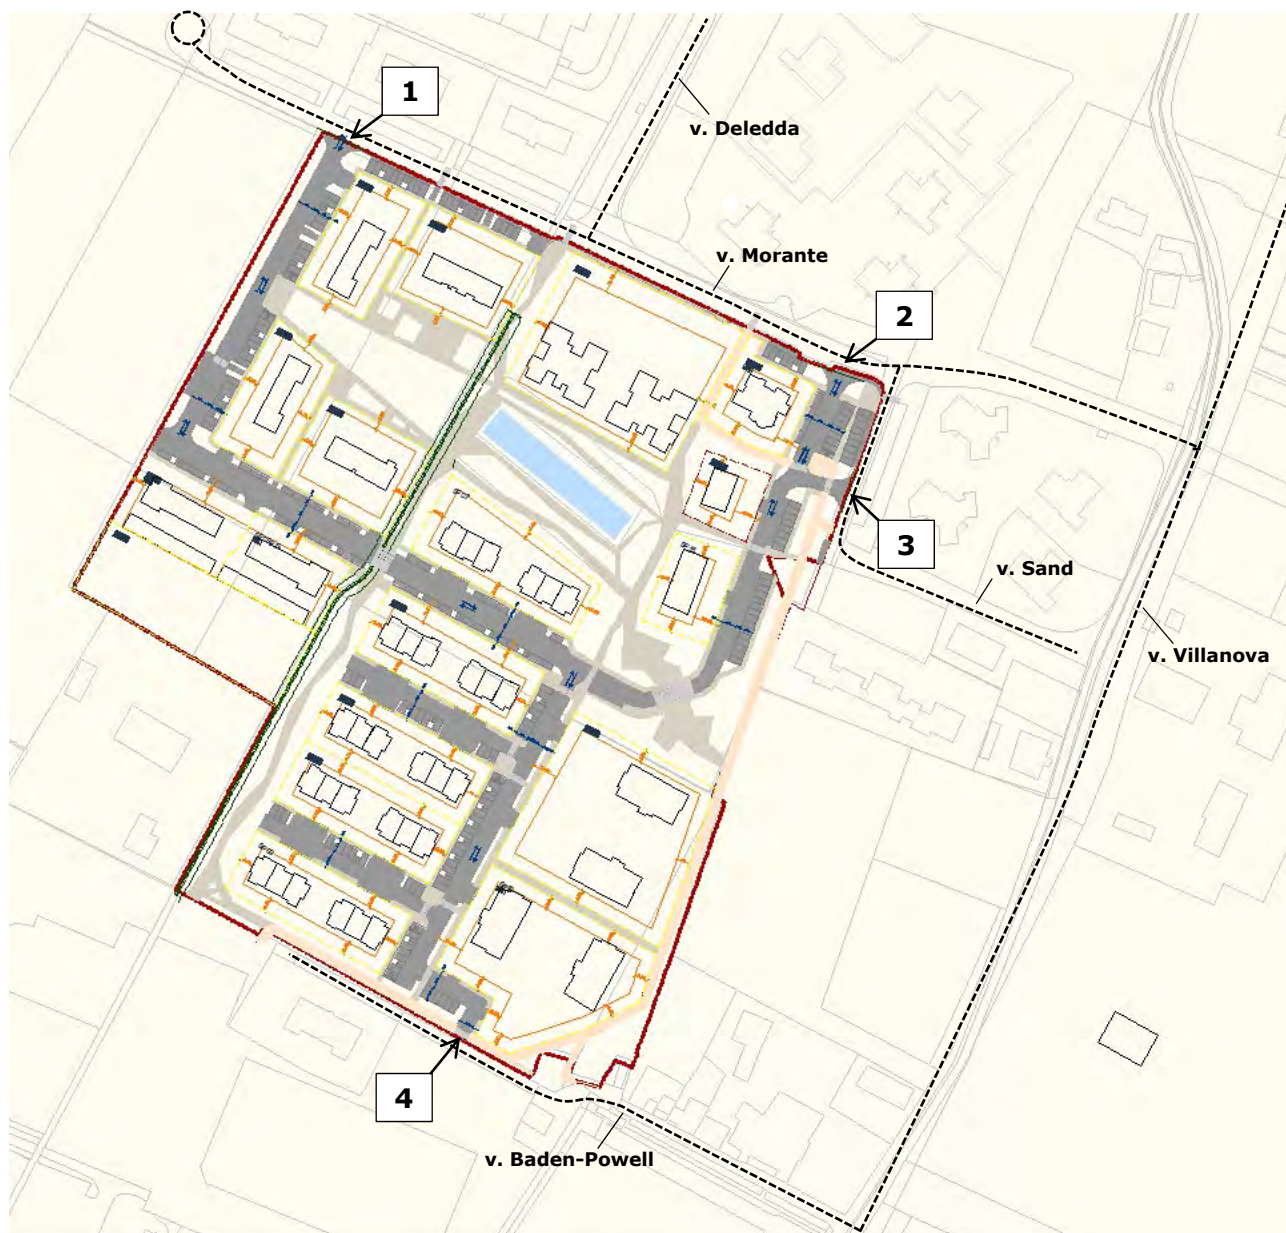 1
v. Deledda
v. Morante
2
3
v. Sand
v. Villanova
4
v. Baden-Powell